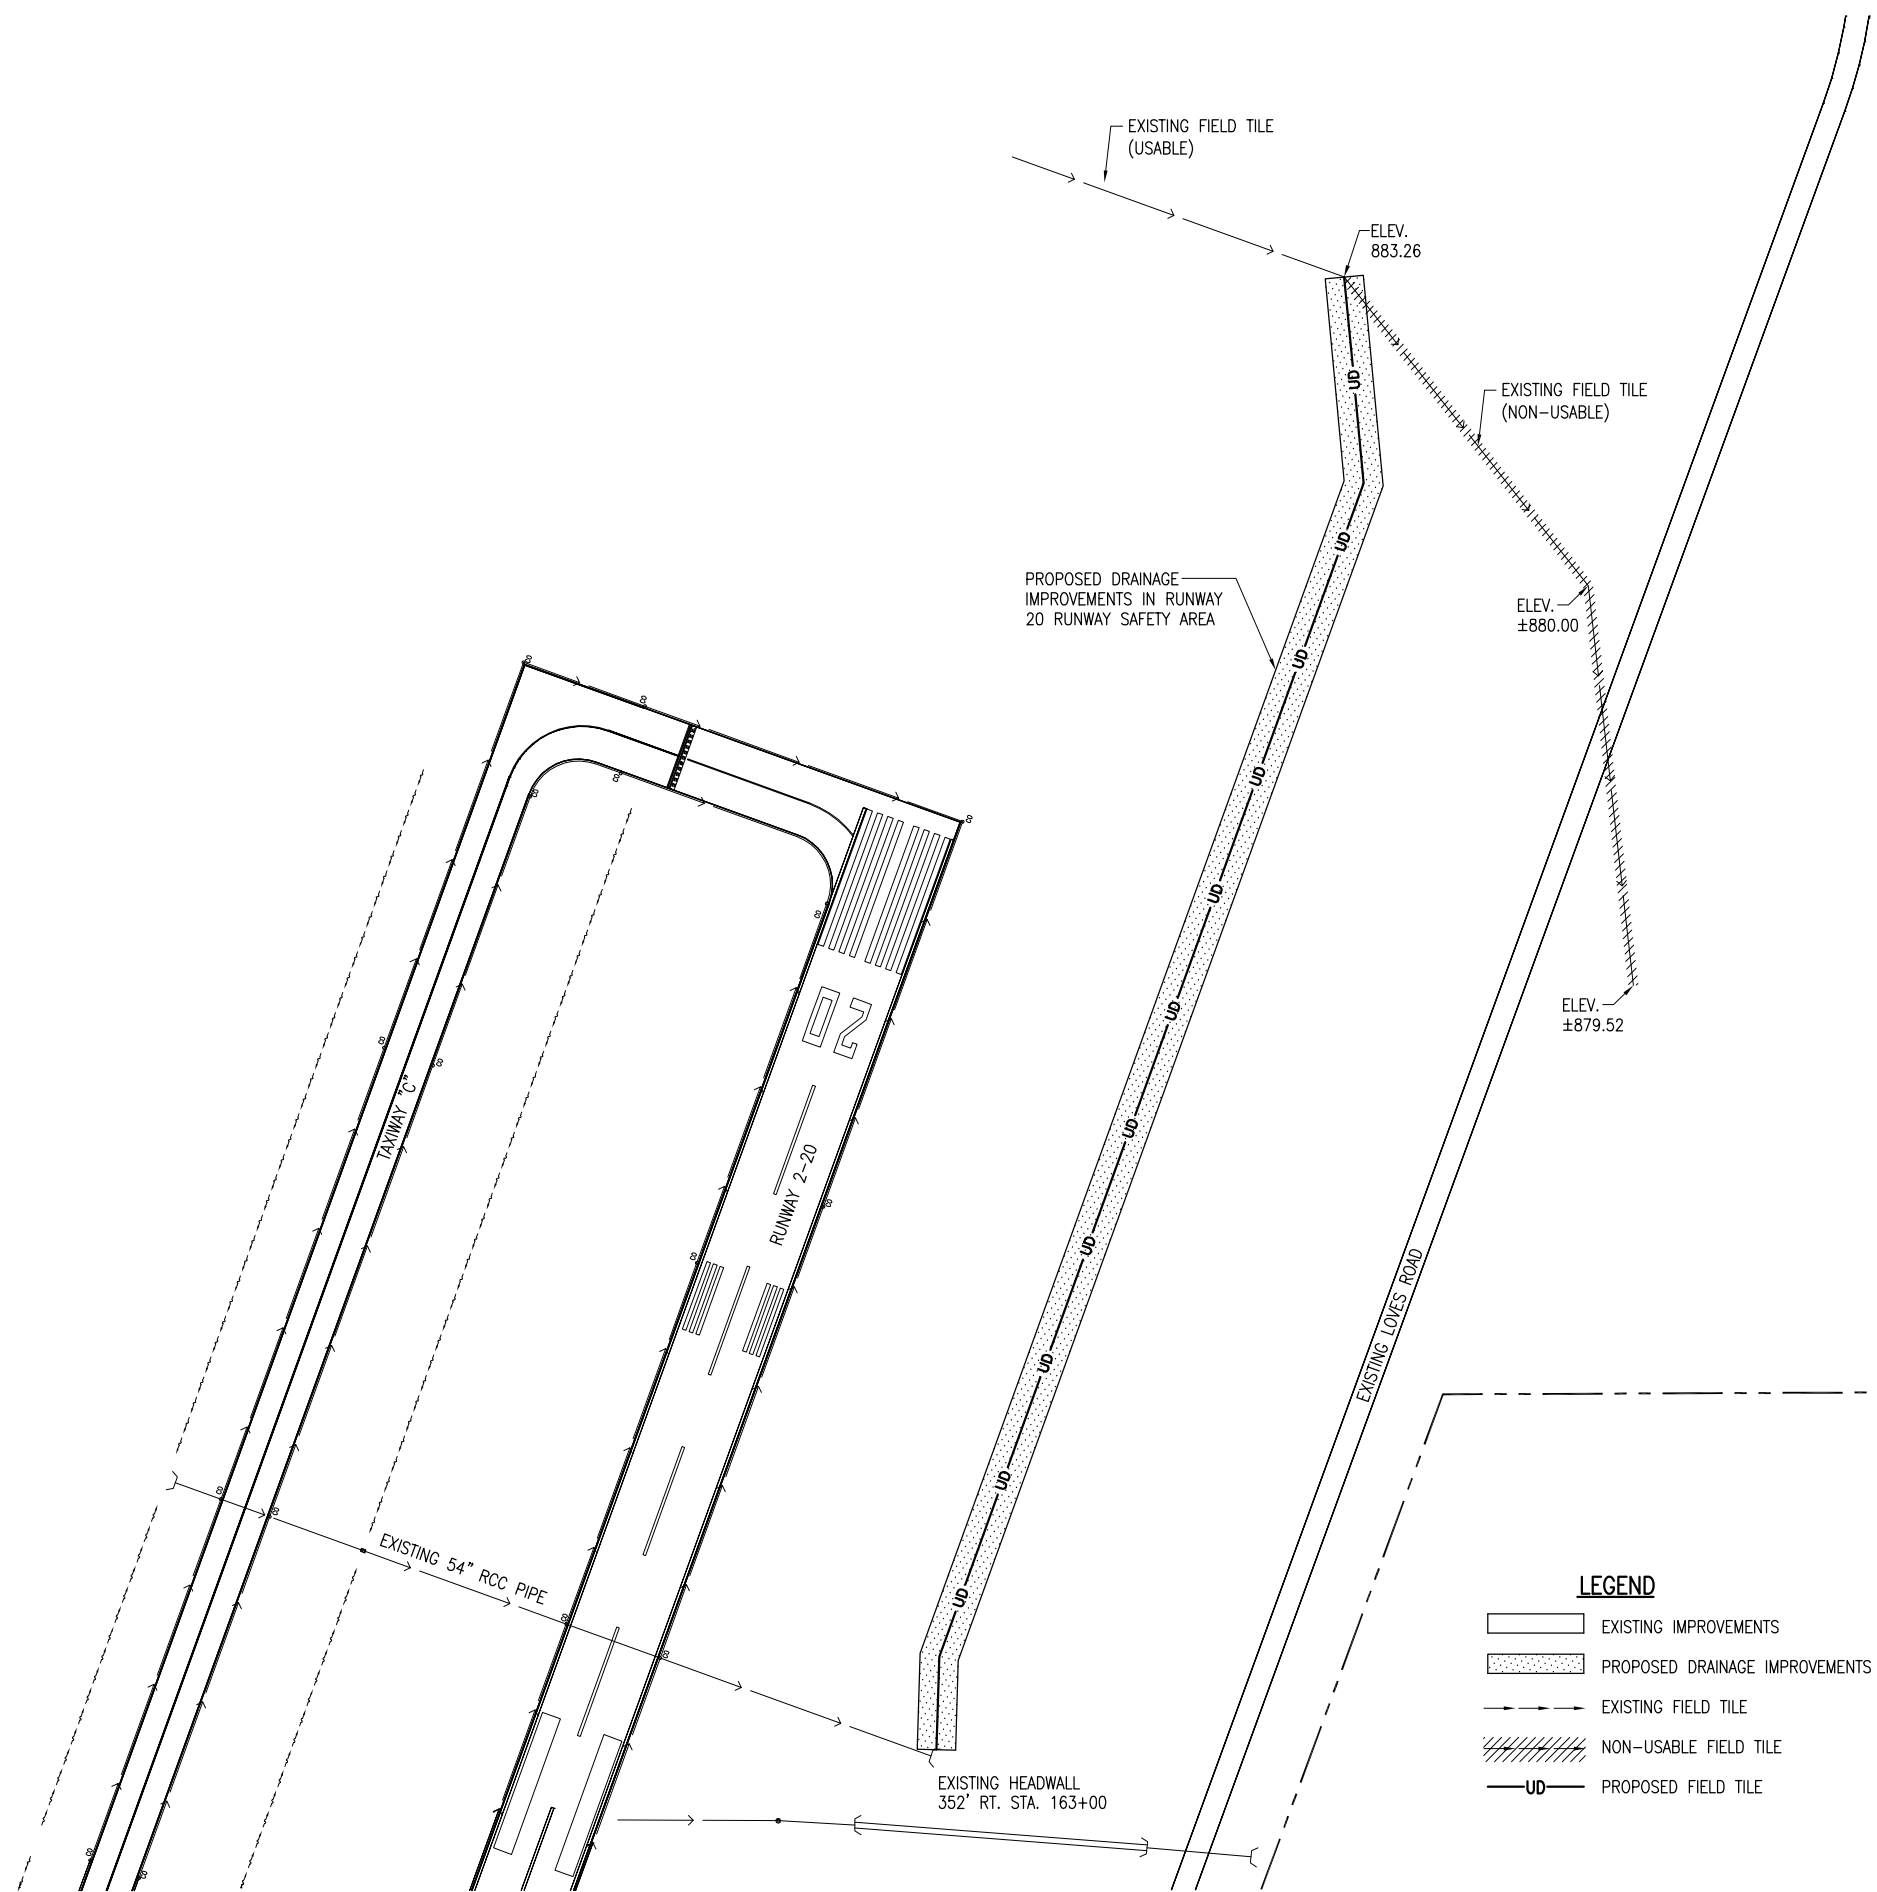 EXISTING FIELD TILE
(USABLE)
ELEV.
883.26
UD
EXISTING FIELD TILE
(NON-USABLE)
UD
PROPOSED DRAINAGE
IMPROVEMENTS IN RUNWAY
20 RUNWAY SAFETY AREA
ELEV.
±880.00
UD
UD
UD
ELEV.
±879.52
UD
20
TAXIWAY "C"
UD
RUNWAY 2-20
UD
UD
EXISTING LOVES ROAD
UD
EXISTING 54" RCC PIPE
UD
EXISTING HEADWALL
352' RT. STA. 163+00
LEGEND
EXISTING IMPROVEMENTS
PROPOSED DRAINAGE IMPROVEMENTS
EXISTING FIELD TILE
NON-USABLE FIELD TILE
UD PROPOSED FIELD TILE